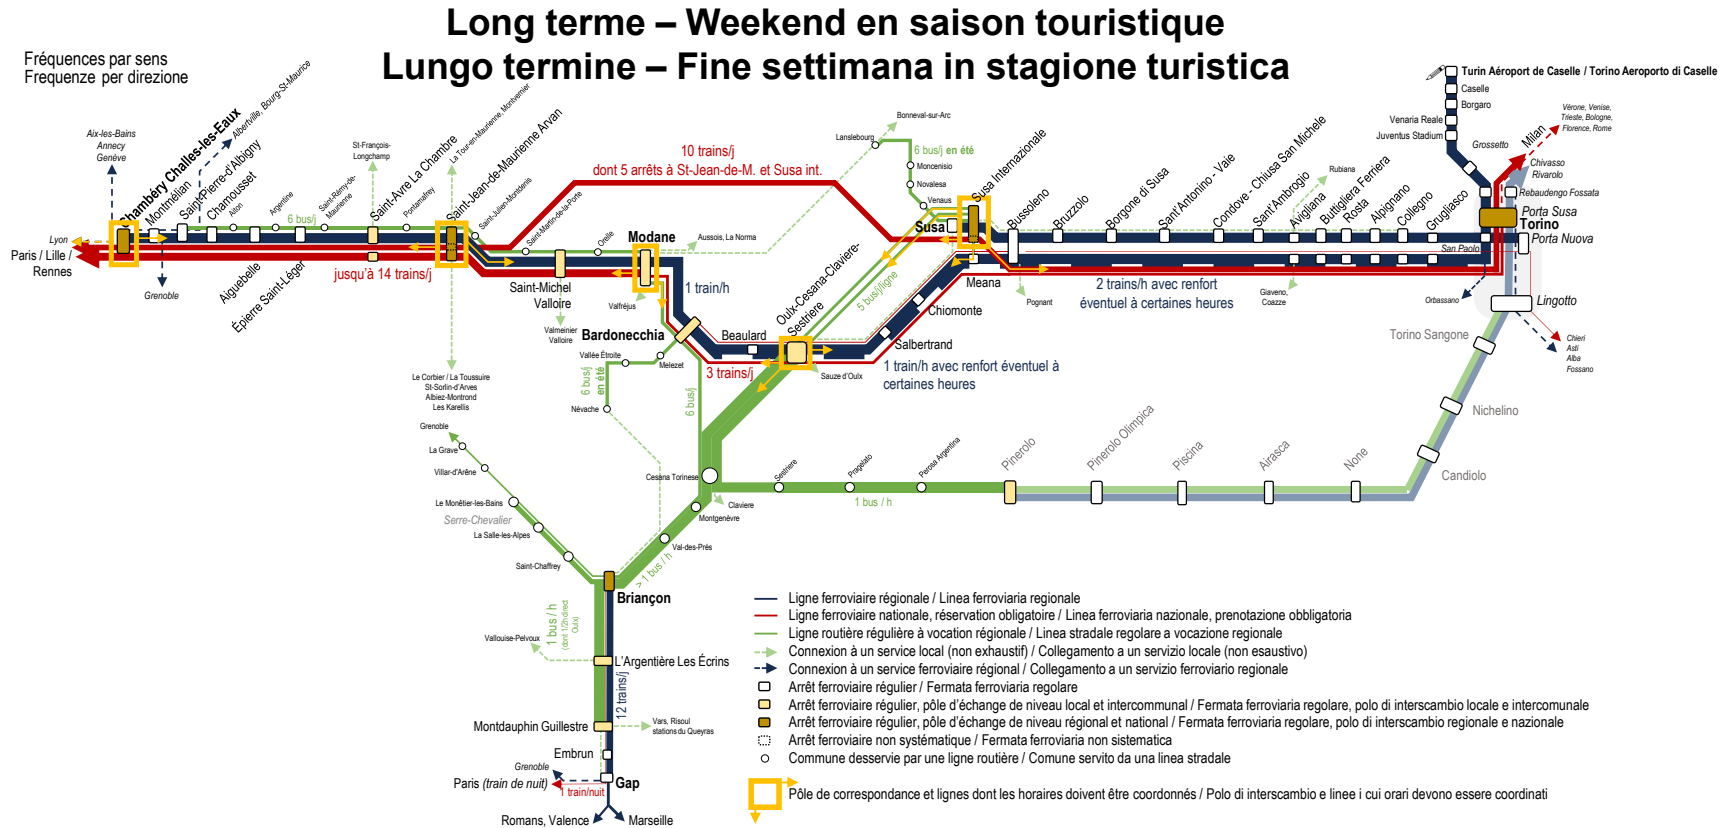 Long terme – Weekend en saison touristique
Lungo termine – Fine settimana in stagione turistica
Fréquences par sens
Frequenze per direzione
Aix-les-Bains
Annecy
Genève
Chambéry Challes-les-Eaux
Montmélian
Saint-Pierre-d'Albigny
Albertville, Bourg-St-Maurice
Chamousset
Aiton
Argentine
Saint-Rémy-de-
Maurienne
6 bus/j
St-François-
Longchamp
Saint-Avre La Chambre
Pontamafrey
La Tour-en-Maurienne, Montvernier
Saint-Jean-de-Maurienne Arvan
Saint-Julien-Montdenis
Saint-Martin-de-la-Porte
Orelle
Modane
Aussois, La Norma
Lyon
Paris / Lille /
Rennes
Grenoble
Aiguebelle
Épierre Saint-Léger
jusqu'à 14 trains/j
10 trains/j
dont 5 arrêts à St-Jean-de-M. et Susa int.
Saint-Michel
Valloire
Valmeinier
Valloire
Valfréjus
Le Corbier / La Toussuire
St-Sorlin-d'Arves
Albiez-Montrond
Les Karellis
1 train/h
Bardonecchia
Vallée Étroite
Melezet
6 bus/j
en été
Névache
6 bus/j
Beaulard
3 trains/j
Oulx-Cesana-Claviere-
Sestriere
Sauze d'Oulx
5 bus/j/ligne
Salbertrand
Chiomonte
Meana
1 train/h avec renfort éventuel à
certaines heures
Bonneval-sur-Arc
Lanslebourg
6 bus/j en été
Moncenisio
Novalesa
Venaus
Susa
Susa Internazionale
Bussoleno
Bruzzolo
Borgone di Susa
Sant'Antonino - Vaie
Condove - Chiusa San Michele
Sant'Ambrogio
Avigliana
Rubiana
Buttigliera Ferriera
Rosta
Alpignano
Collegno
Grugliasco
Pognant
2 trains/h avec renfort
éventuel à certaines heures
Giaveno,
Coazze
Turin Aéroport de Caselle / Torino Aeroporto di Caselle
Caselle
Borgaro
Venaria Reale
Juventus Stadium
Grossetto
Milan
Vérone, Venise,
Trieste, Bologne,
Florence, Rome
Chivasso
Rivarolo
Rebaudengo Fossata
Porta Susa
Torino
Porta Nuova
San Paolo
Orbassano
Lingotto
Chieri
Asti
Alba
Fossano
Torino Sangone
Nichelino
Candiolo
None
Airasca
Piscina
Pinerolo Olimpica
Pinerolo
Perosa Argentina
Pragelato
Sestriere
1 bus / h
Cesana Torinese
Claviere
Montgenèvre
Val-des-Prés
> 1 bus / h
Grenoble
La Grave
Villar-d'Arêne
Le Monêtier-les-Bains
Serre-Chevalier
La Salle-les-Alpes
Saint-Chaffrey
Briançon
1 bus / h
(dont 1/2h direct
Oulx)
Vallouise-Pelvoux
L'Argentière Les Écrins
12 trains/j
Montdauphin Guillestre
Vars, Risoul
stations du Queyras
Embrun
Grenoble
Gap
Paris (train de nuit)
1 train/nuit
Romans, Valence
Marseille
Ligne ferroviaire régionale / Linea ferroviaria regionale
Ligne ferroviaire nationale, réservation obligatoire / Linea ferroviaria nazionale, prenotazione obbligatoria
Ligne routière régulière à vocation régionale / Linea stradale regolare a vocazione regionale
Connexion à un service local (non exhaustif) / Collegamento a un servizio locale (non esaustivo)
Connexion à un service ferroviaire régional / Collegamento a un servizio ferroviario regionale
Arrêt ferroviaire régulier / Fermata ferroviaria regolare
Arrêt ferroviaire régulier, pôle d'échange de niveau local et intercommunal / Fermata ferroviaria regolare, polo di interscambio locale e intercomunale
Arrêt ferroviaire régulier, pôle d'échange de niveau régional et national / Fermata ferroviaria regolare, polo di interscambio regionale e nazionale
Arrêt ferroviaire non systématique / Fermata ferroviaria non sistematica
Commune desservie par une ligne routière / Comune servito da una linea stradale
Pôle de correspondance et lignes dont les horaires doivent être coordonnés / Polo di interscambio e linee i cui orari devono essere coordinati